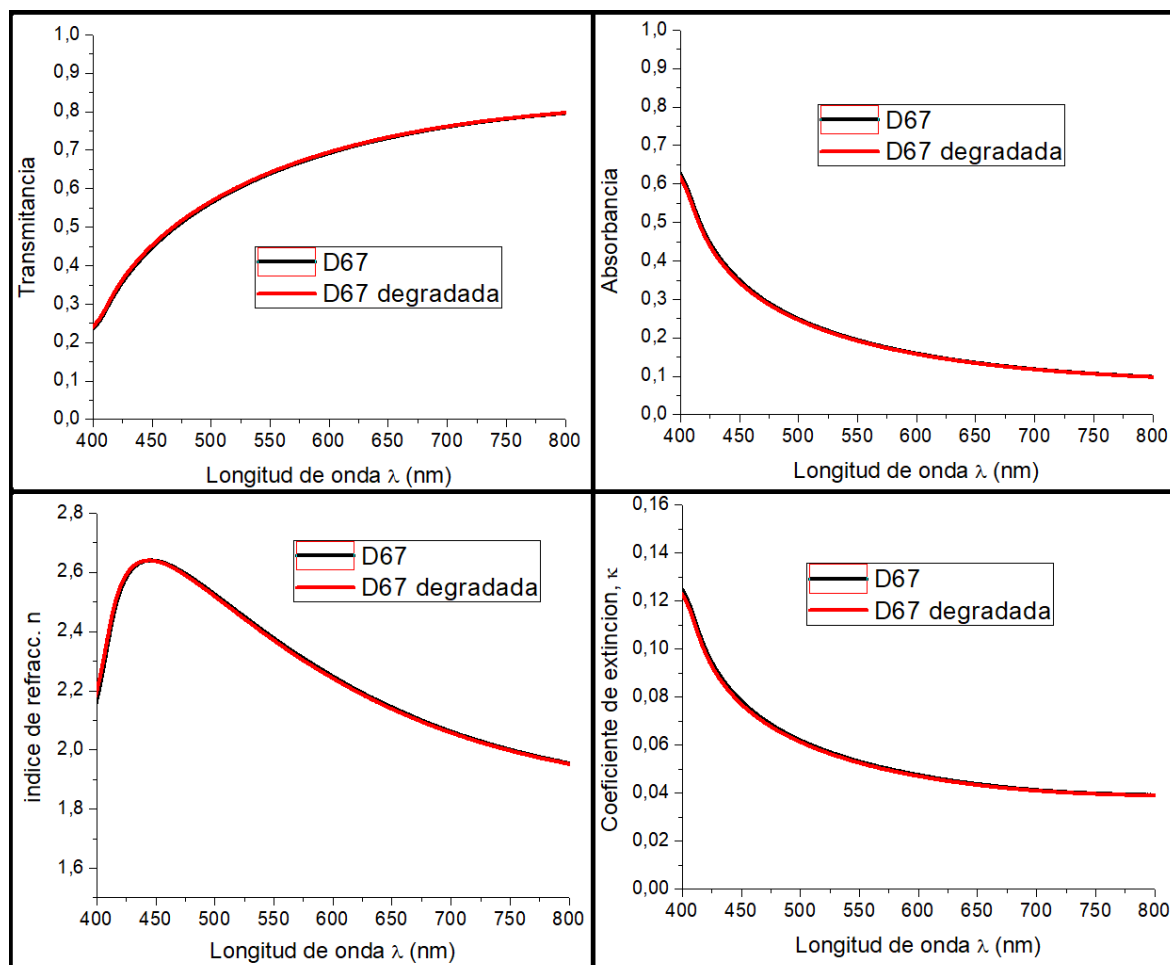 1,0
0,9
0,8
0,7
0,6
0,5
0,4
0,3
0,2
0,1
0,0
Transmitancia
D67
D67 degradada
400 450 500 550 600 650 700 750 800
Longitud de onda λ (nm)
1,0
0,9
0,8
0,7
0,6
0,5
0,4
0,3
0,2
0,1
0,0
Absorbancia
D67
D67 degradada
400 450 500 550 600 650 700 750 800
Longitud de onda λ (nm)
2,8
2,6
2,4
2,2
2,0
1,8
1,6
indice de refracc. n
D67
D67 degradada
400 450 500 550 600 650 700 750 800
Longitud de onda λ (nm)
0,16
0,14
0,12
0,10
0,08
0,06
0,04
0,02
0,00
Coeficiente de extincion, κ
D67
D67 degradada
400 450 500 550 600 650 700 750 800
Longitud de onda λ (nm)